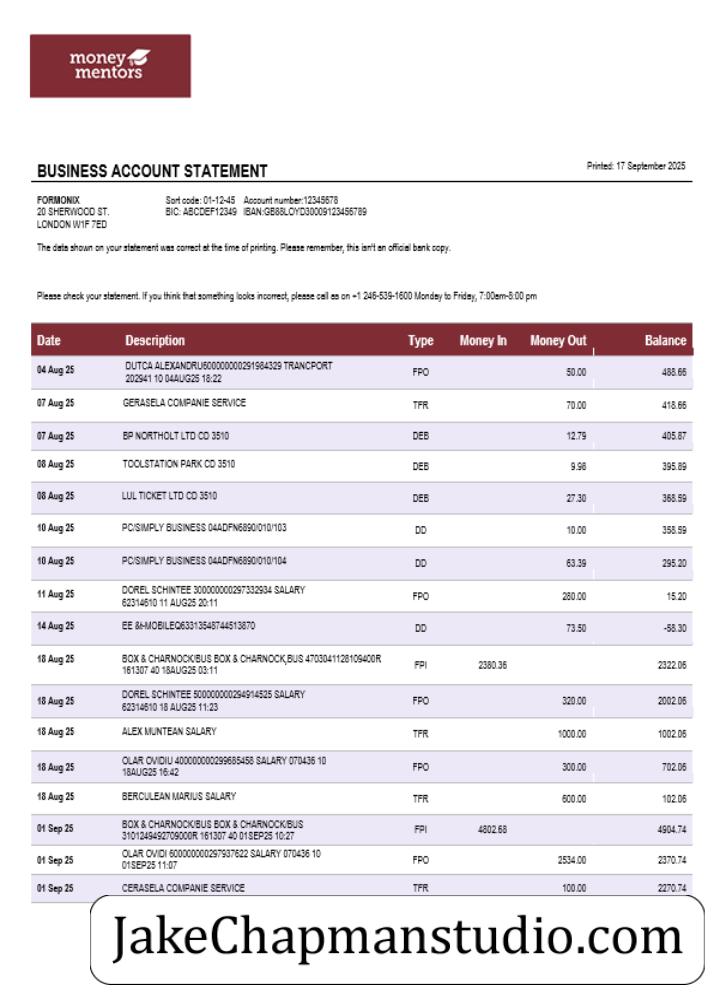 money
mentors
BUSINESS ACCOUNT STATEMENT
Printed: 17 September 2025
FORMONIX
20 SHERWOOD ST.
LONDON W1F 7ED
Sort code: 01-12-45 Account number:12345678
BIC: ABCDEF12349 IBAN:GB88LOYD30009123456789
The data shown on your statement was correct at the time of printing. Please remember, this isn't an official bank copy.
Please check your statement. If you think that something looks incorrect, please call as on +1 246-539-1600 Monday to Friday, 7:00am-8:00 pm
Date Description Type Money In Money Out Balance
04 Aug 25 DUTCA ALEXANDRU600000000291984329 TRANCPORT
202941 10 04AUG25 18:22 FPO 50.00 488.66
07 Aug 25 GERASELA COMPANIE SERVICE TFR 70.00 418.66
07 Aug 25 BP NORTHOLT LTD CD 3510 DEB 12.79 405.87
08 Aug 25 TOOLSTATION PARK CD 3510 DEB 9.98 395.89
08 Aug 25 LUL TICKET LTD CD 3510 DEB 27.30 368.59
10 Aug 25 PC/SIMPLY BUSINESS 04ADFN6890/010/103 DD 10.00 358.59
10 Aug 25 PC/SIMPLY BUSINESS 04ADFN6890/010/104 DD 63.39 295.20
11 Aug 25 DOREL SCHINTEE 300000000297332934 SALARY
62314610 11 AUG25 20:11 FPO 280.00 15.20
14 Aug 25 EE &t-MOBILEQ63313548744513870 DD 73.50 -58.30
18 Aug 25 BOX & CHARNOCK/BUS BOX & CHARNOCK,BUS 4703041128109400R
161307 40 18AUG25 03:11 FPI 2380.36 2322.06
18 Aug 25 DOREL SCHINTEE 500000000294914525 SALARY
62314610 18 AUG25 11:23 FPO 320.00 2002.06
18 Aug 25 ALEX MUNTEAN SALARY TFR 1000.00 1002.06
18 Aug 25 OLAR OVIDIU 400000000299685458 SALARY 070436 10
18AUG25 16:42 FPO 300.00 702.06
18 Aug 25 BERCULEAN MARIUS SALARY TFR 600.00 102.06
01 Sep 25 BOX & CHARNOCK/BUS BOX & CHARNOCK/BUS
3101249492709000R 161307 40 01SEP25 10:27 FPI 4802.68 4904.74
01 Sep 25 OLAR OVIDI 600000000297937622 SALARY 070436 10
01SEP25 11:07 FPO 2534.00 2370.74
01 Sep 25 CERASELA COMPANIE SERVICE TFR 100.00 2270.74
JakeChapmanstudio.com